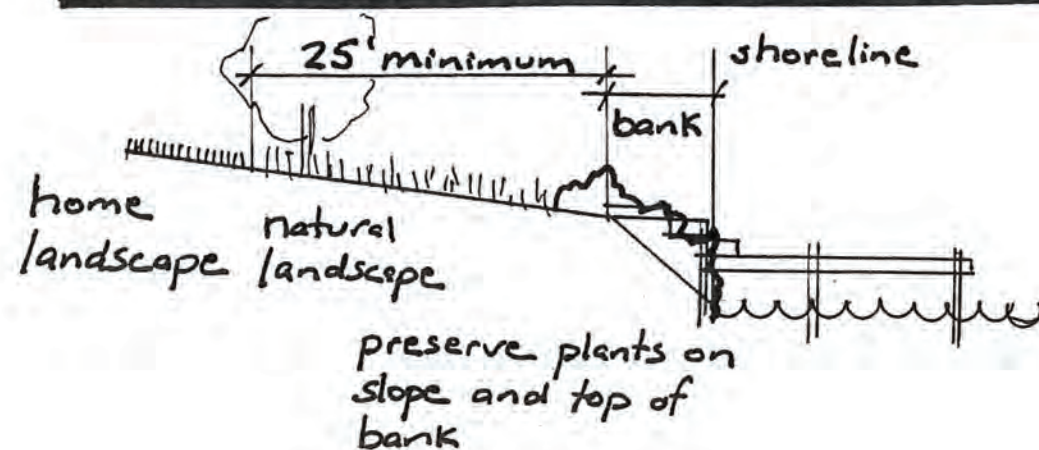 25' minimum
shoreline
bank
home
landscape
natural
landscape
preserve plants on
slope and top of
bank